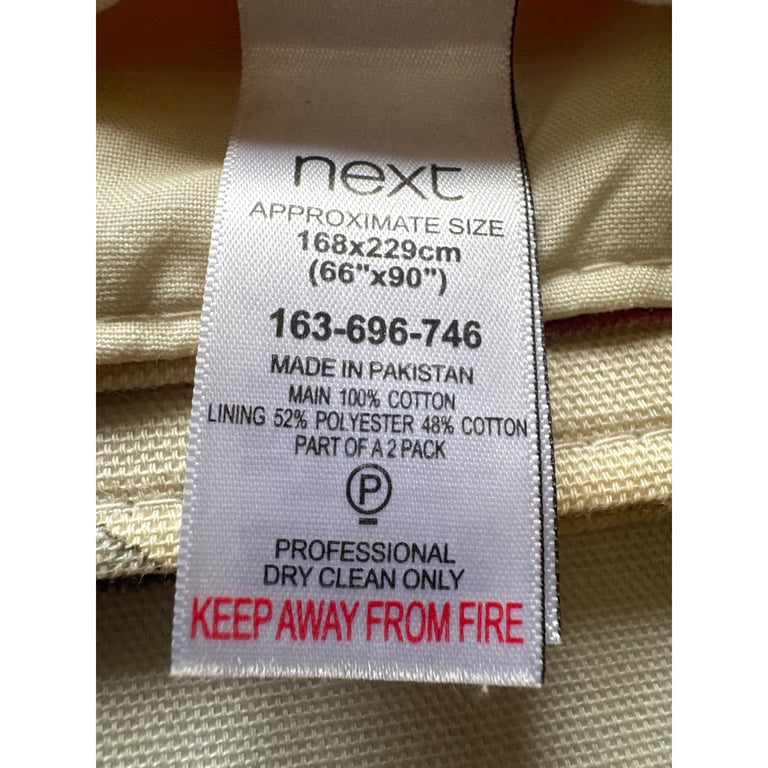 next
APPROXIMATE SIZE
168x229cm
(66"x90")
163-696-746
MADE IN PAKISTAN
MAIN 100% COTTON
LINING 52% POLYESTER 48% COTTON
PART OF A 2 PACK
P
PROFESSIONAL
DRY CLEAN ONLY
KEEP AWAY FROM FIRE